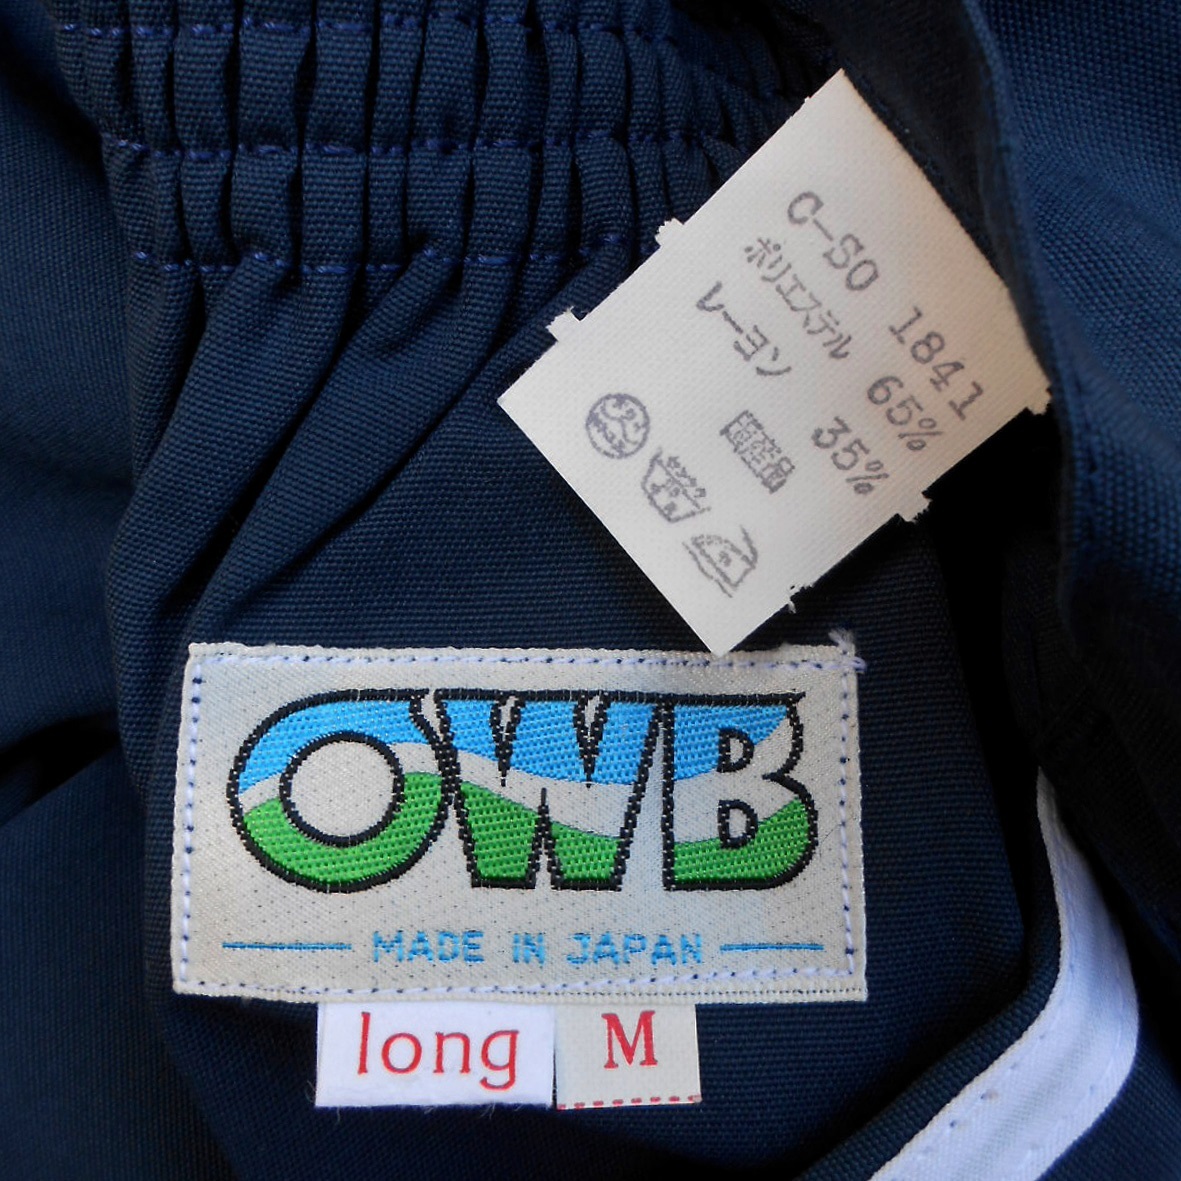 C-SO 1841
ポリエステル 65%
レーヨン 35%
OWB
MADE IN JAPAN
long M